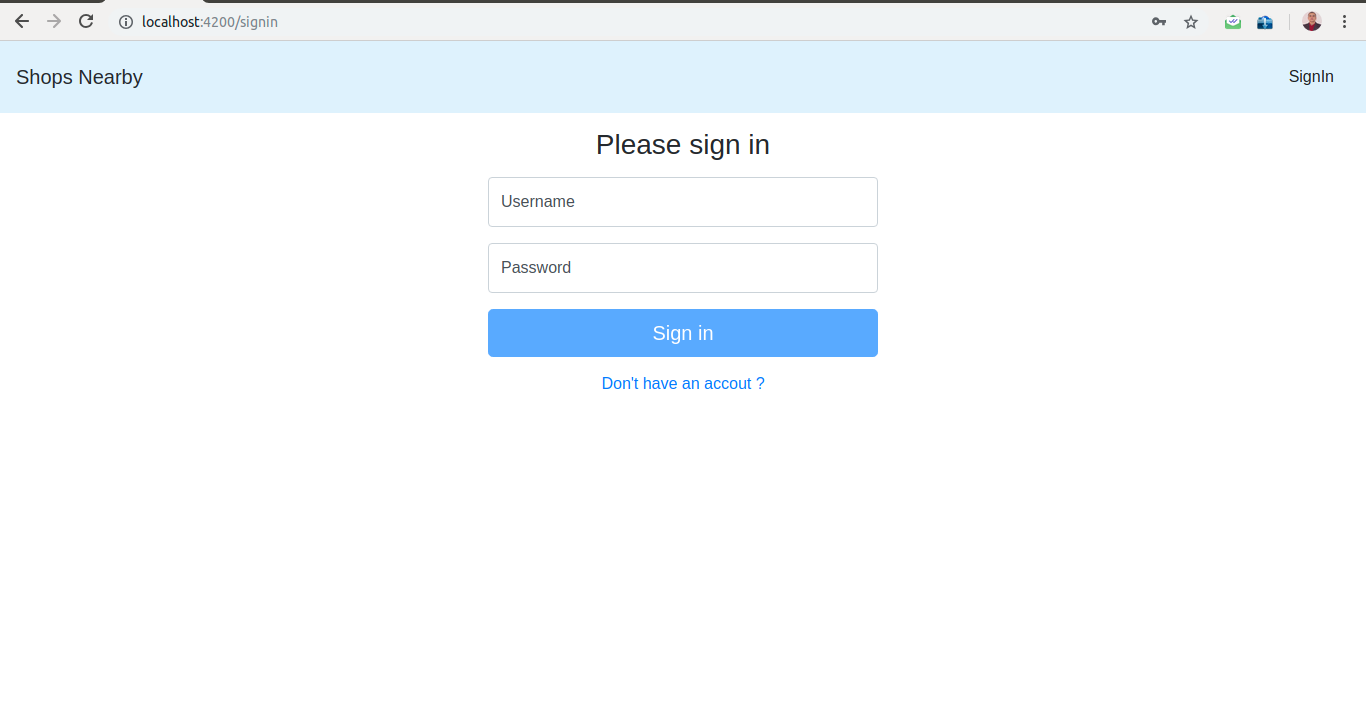 localhost:4200/signin
Shops Nearby
SignIn
Please sign in
Username
Password
Sign in
Don't have an accout ?